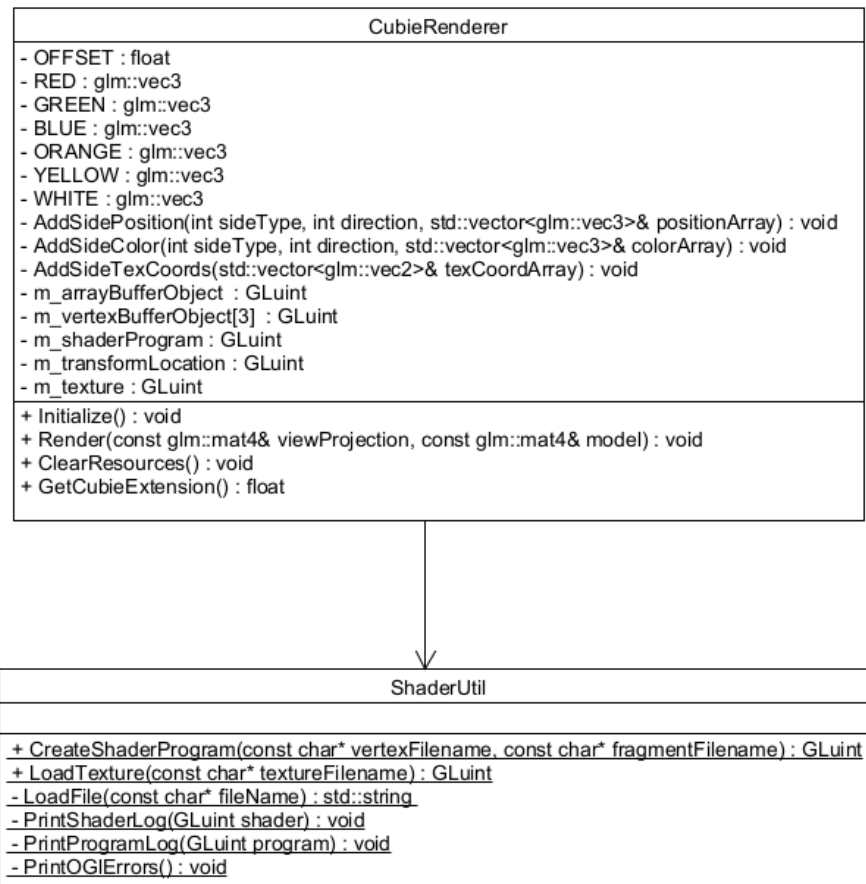 CubieRenderer
- OFFSET : float
- RED : glm::vec3
- GREEN : glm::vec3
- BLUE : glm::vec3
- ORANGE : glm::vec3
- YELLOW : glm::vec3
- WHITE : glm::vec3
- AddSidePosition(int sideType, int direction, std::vector<glm::vec3>& positionArray) : void
- AddSideColor(int sideType, int direction, std::vector<glm::vec3>& colorArray) : void
- AddSideTexCoords(std::vector<glm::vec2>& texCoordArray) : void
- m_arrayBufferObject : GLuint
- m_vertexBufferObject[3] : GLuint
- m_shaderProgram : GLuint
- m_transformLocation : GLuint
- m_texture : GLuint
+ Initialize() : void
+ Render(const glm::mat4& viewProjection, const glm::mat4& model) : void
+ ClearResources() : void
+ GetCubieExtension() : float
ShaderUtil
+ CreateShaderProgram(const char* vertexFilename, const char* fragmentFilename) : GLuint
+ LoadTexture(const char* textureFilename) : GLuint
- LoadFile(const char* fileName) : std::string
- PrintShaderLog(GLuint shader) : void
- PrintProgramLog(GLuint program) : void
- PrintOGlErrors() : void